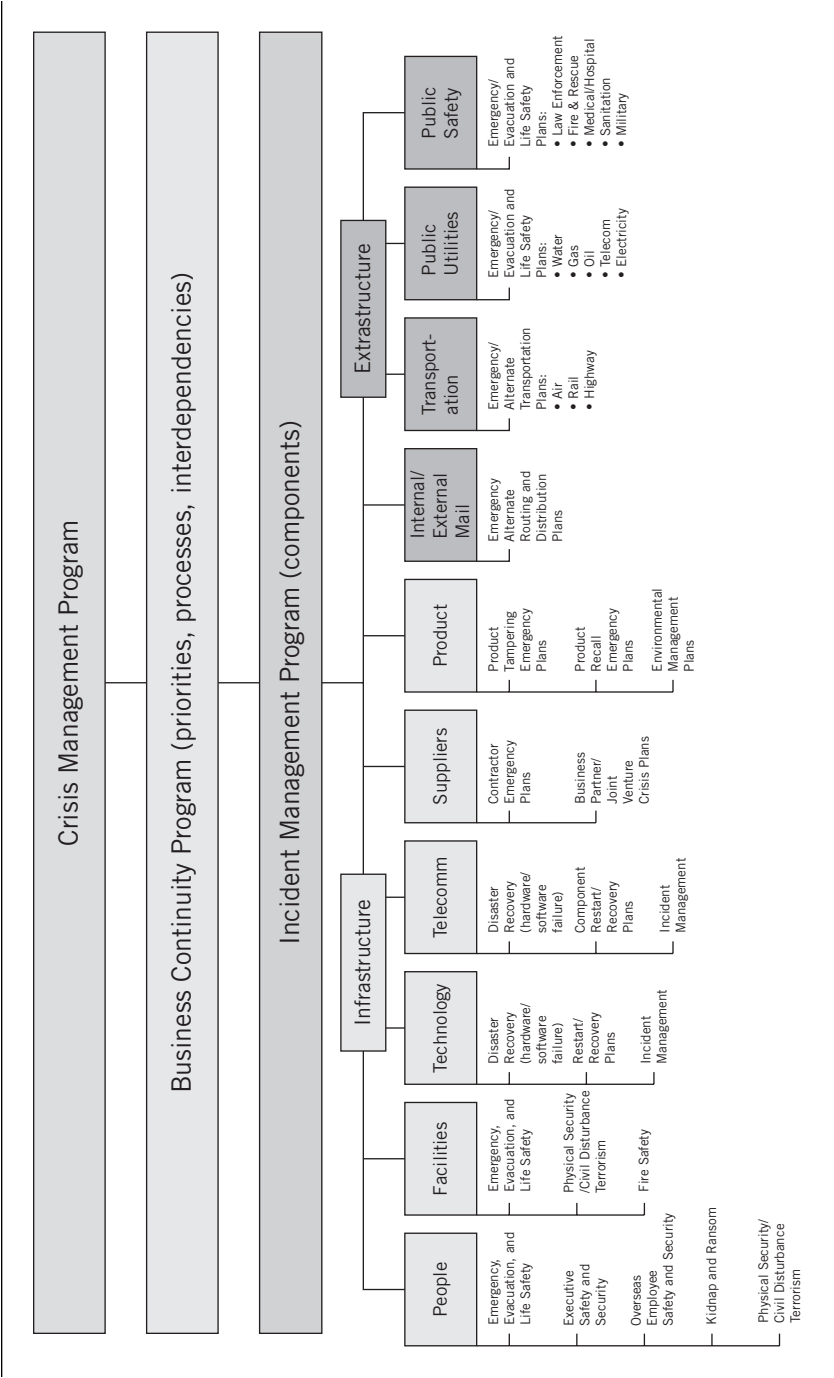 Crisis Management Program
Business Continuity Program (priorities, processes, interdependencies)
Incident Management Program (components)
Infrastructure
Extrastructure
People
Emergency,
Evacuation, and
Life Safety
Executive
Safety and
Security
Overseas
Employee
Safety and Security
Kidnap and Ransom
Physical Security/
Civil Disturbance
Terrorism
Facilities
Emergency,
Evacuation, and
Life Safety
Physical Security
/Civil Disturbance
Terrorism
Fire Safety
Technology
Disaster
Recovery
(hardware/
software
failure)
Restart/
Recovery
Plans
Incident
Management
Telecomm
Disaster
Recovery
(hardware/
software
failure)
Component
Restart/
Recovery
Plans
Incident
Management
Suppliers
Contractor
Emergency
Plans
Business
Partner/
Joint
Venture
Crisis Plans
Product
Product
Tampering
Emergency
Plans
Product
Recall
Emergency
Plans
Environmental
Management
Plans
Internal/
External
Mail
Emergency
Alternate
Routing and
Distribution
Plans
Transport-
ation
Emergency/
Alternate
Transportation
Plans:
• Air
• Rail
• Highway
Public
Utilities
Emergency/
Evacuation and
Life Safety
Plans:
• Water
• Gas
• Oil
• Telecom
• Electricity
Public
Safety
Emergency/
Evacuation and
Life Safety
Plans:
• Law Enforcement
• Fire & Rescue
• Medical/Hospital
• Sanitation
• Military